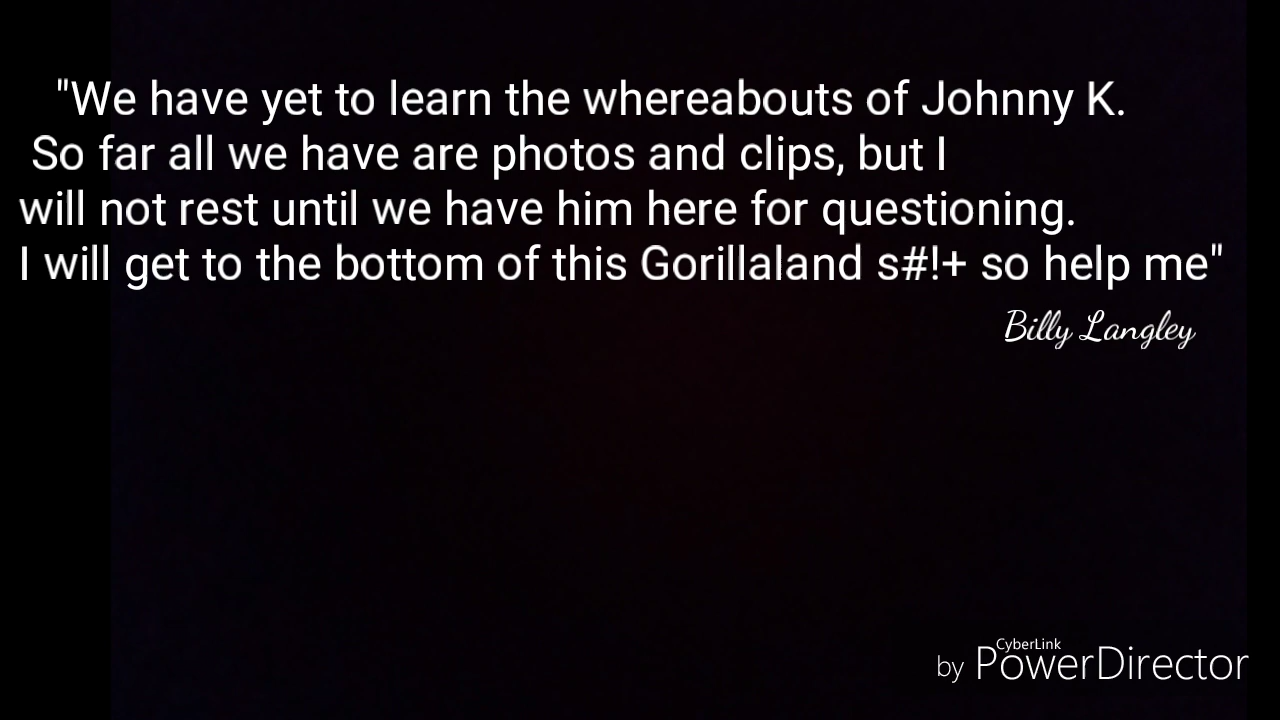 "We have yet to learn the whereabouts of Johnny K.
So far all we have are photos and clips, but I
will not rest until we have him here for questioning.
I will get to the bottom of this Gorillaland s#!+ so help me"
Billy Langley
CyberLink
by PowerDirector